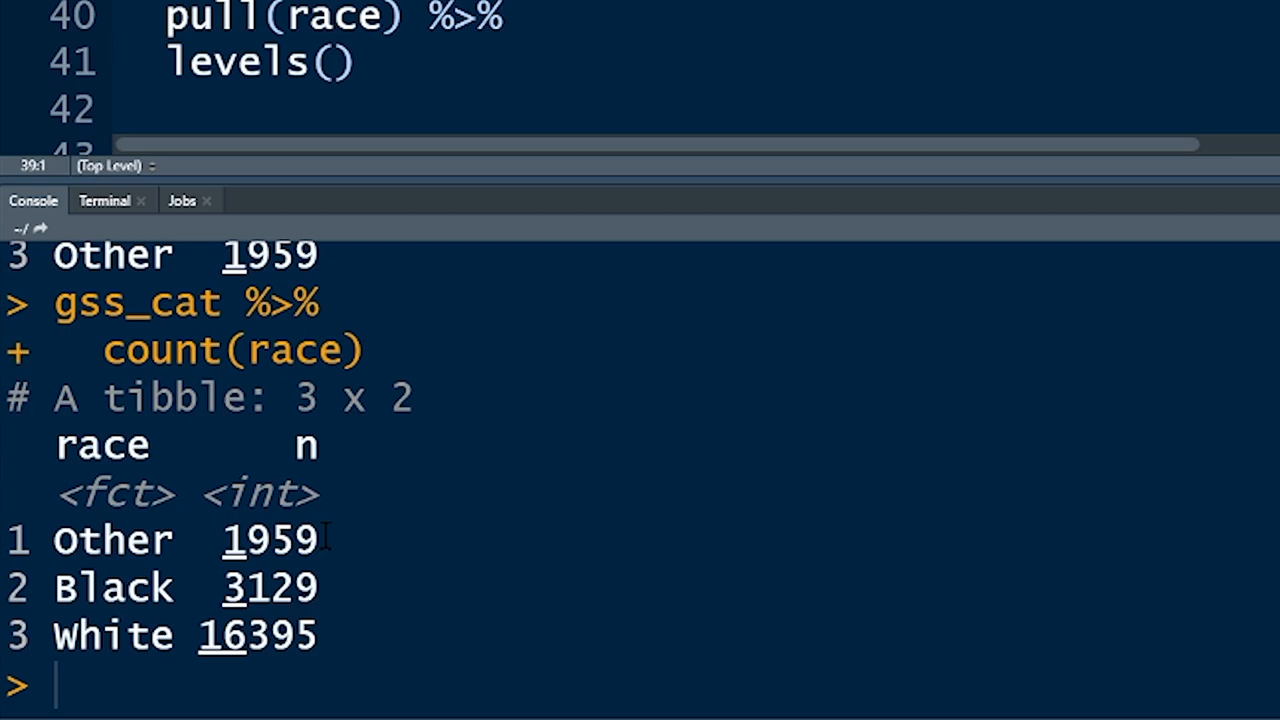 40 pull(race) %>%
41 levels()
42
43
39:1 (Top Level)
Console Terminal Jobs
~/
3 Other 1959
> gss_cat %>%
+ count(race)
# A tibble: 3 x 2
race n
<fct> <int>
1 Other 1959
2 Black 3129
3 White 16395
>